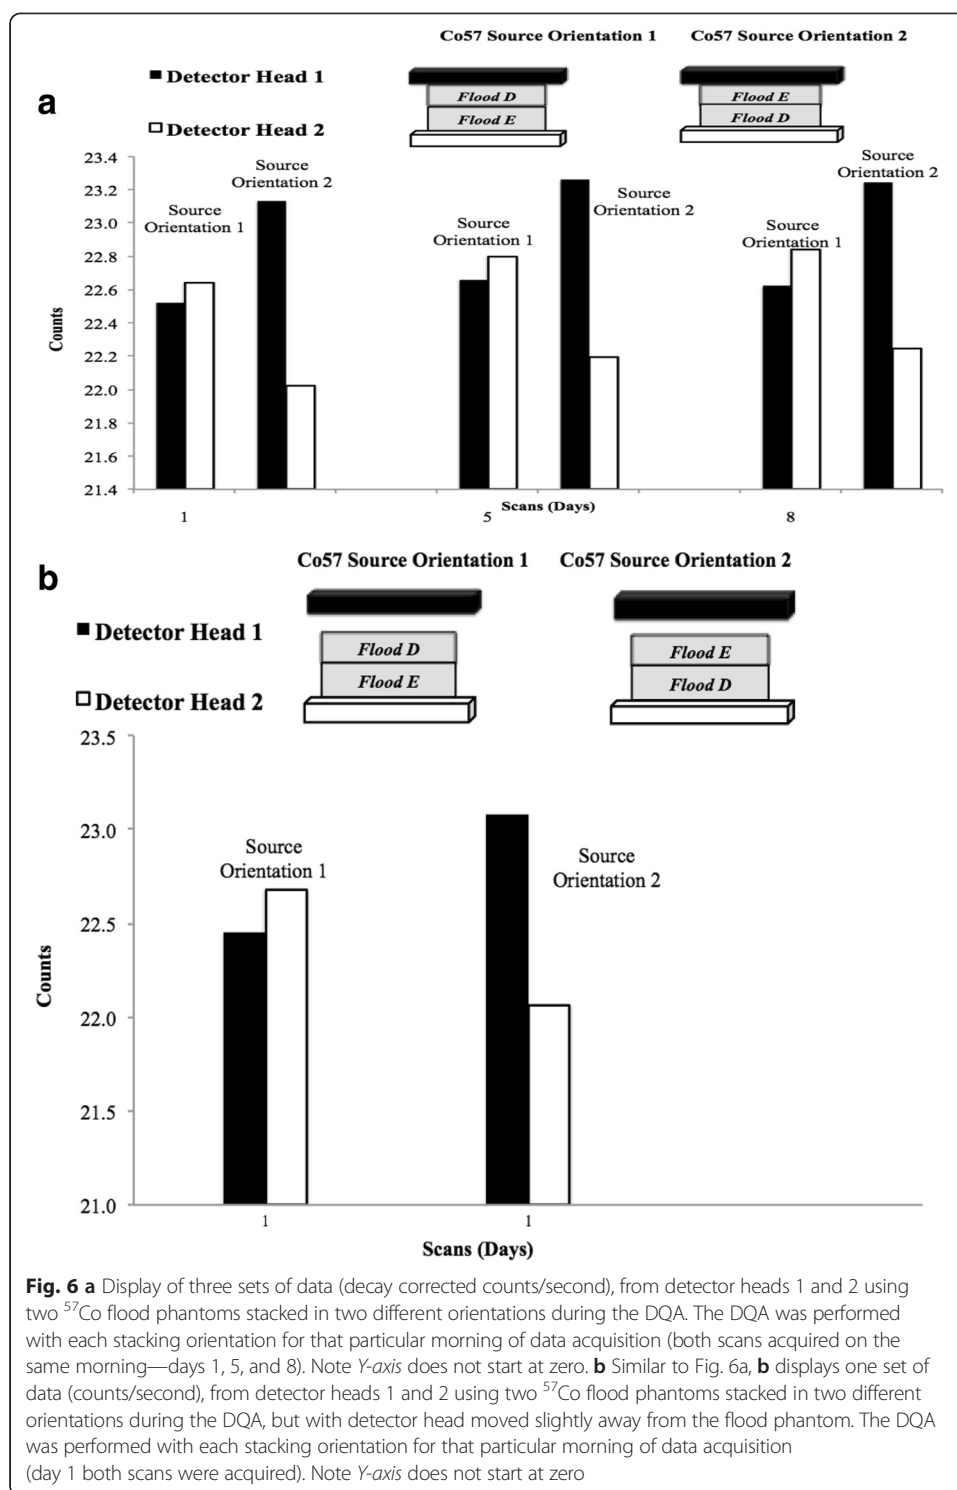 Co57 Source Orientation 1 Co57 Source Orientation 2
a
Detector Head 1
Detector Head 2
Flood D
Flood E
Flood E
Flood D
23.4
23.2
23.0
22.8
22.6
22.4
22.2
22.0
21.8
21.6
21.4
Counts
Source
Orientation 1
Source
Orientation 2
Source
Orientation 1
Source
Orientation 2
Source
Orientation 1
Source
Orientation 2
1 5 8
Scans (Days)
b
Co57 Source Orientation 1 Co57 Source Orientation 2
Detector Head 1
Detector Head 2
Flood D
Flood E
Flood E
Flood D
23.5
23.0
22.5
22.0
21.5
21.0
Counts
Source
Orientation 1
Source
Orientation 2
1 1
Scans (Days)
Fig. 6 a Display of three sets of data (decay corrected counts/second), from detector heads 1 and 2 using
two 57Co flood phantoms stacked in two different orientations during the DQA. The DQA was performed
with each stacking orientation for that particular morning of data acquisition (both scans acquired on the
same morning—days 1, 5, and 8). Note Y-axis does not start at zero. b Similar to Fig. 6a, b displays one set of
data (counts/second), from detector heads 1 and 2 using two 57Co flood phantoms stacked in two different
orientations during the DQA, but with detector head moved slightly away from the flood phantom. The DQA
was performed with each stacking orientation for that particular morning of data acquisition
(day 1 both scans were acquired). Note Y-axis does not start at zero